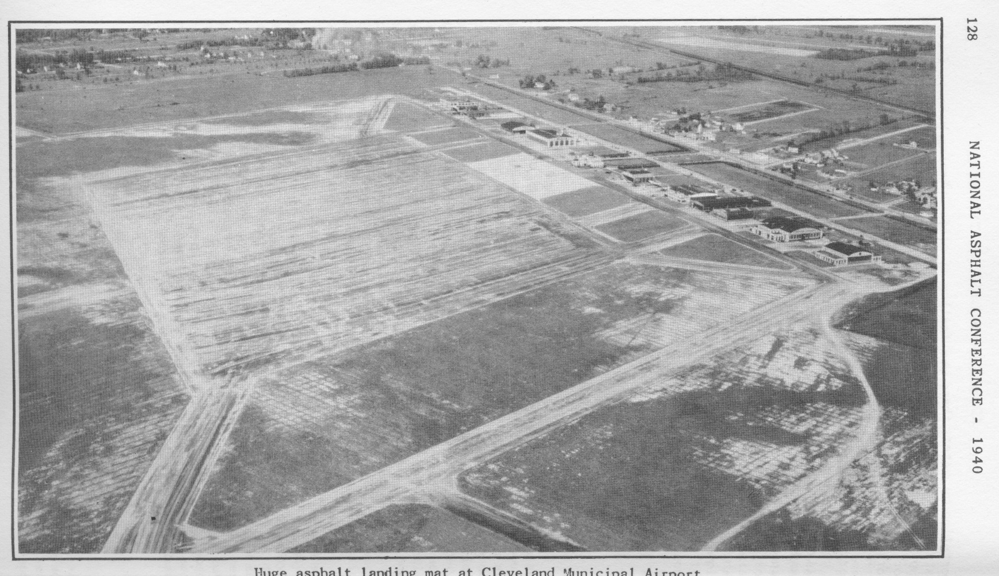 128
NATIONAL ASPHALT CONFERENCE - 1940
Huge asphalt landing mat at Cleveland Municipal Airport